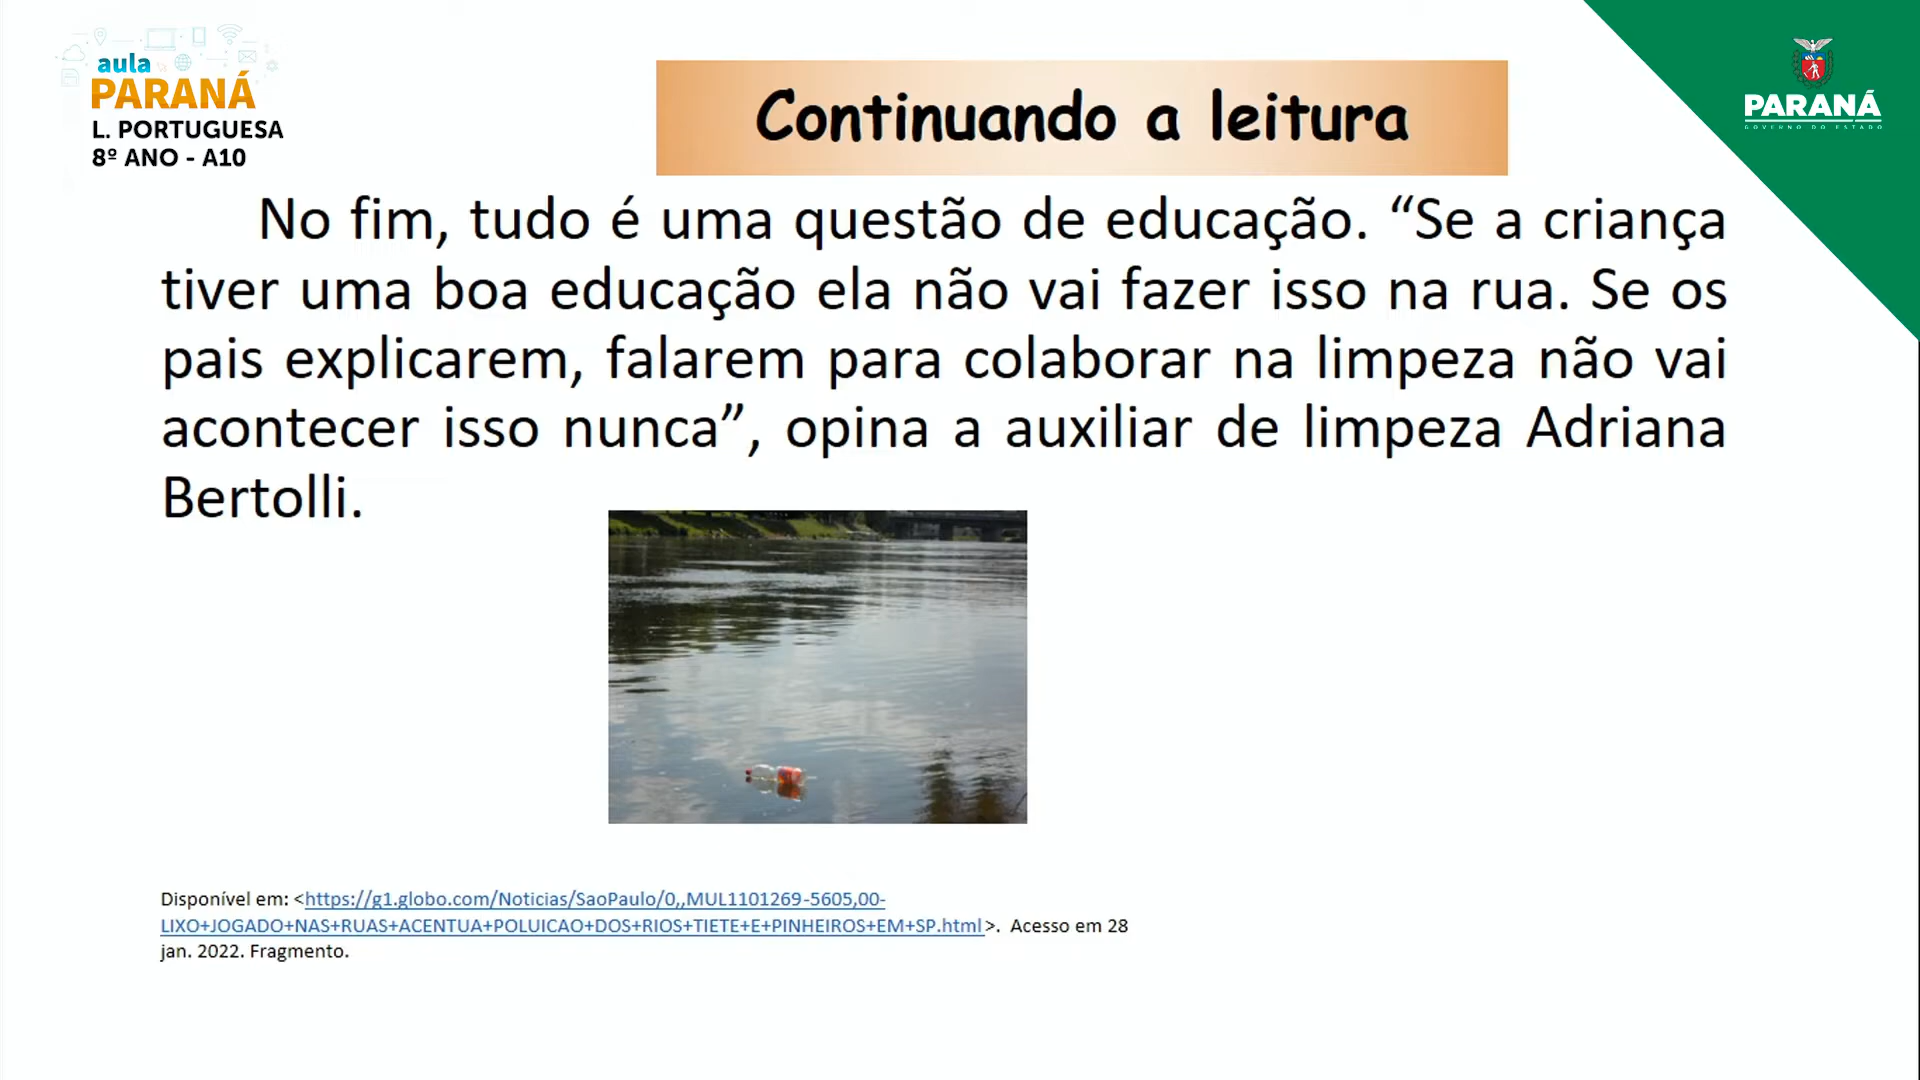 aula
PARANÁ
L. PORTUGUESA
8º ANO - A10
Continuando a leitura
PARANÁ
GOVERNO DO ESTADO
No fim, tudo é uma questão de educação. “Se a criança
tiver uma boa educação ela não vai fazer isso na rua. Se os
pais explicarem, falarem para colaborar na limpeza não vai
acontecer isso nunca”, opina a auxiliar de limpeza Adriana
Bertolli.
Disponível em: <https://g1.globo.com/Noticias/SaoPaulo/0,,MUL1101269-5605,00-
LIXO+JOGADO+NAS+RUAS+ACENTUA+POLUICAO+DOS+RIOS+TIETE+E+PINHEIROS+EM+SP.html>. Acesso em 28
jan. 2022. Fragmento.